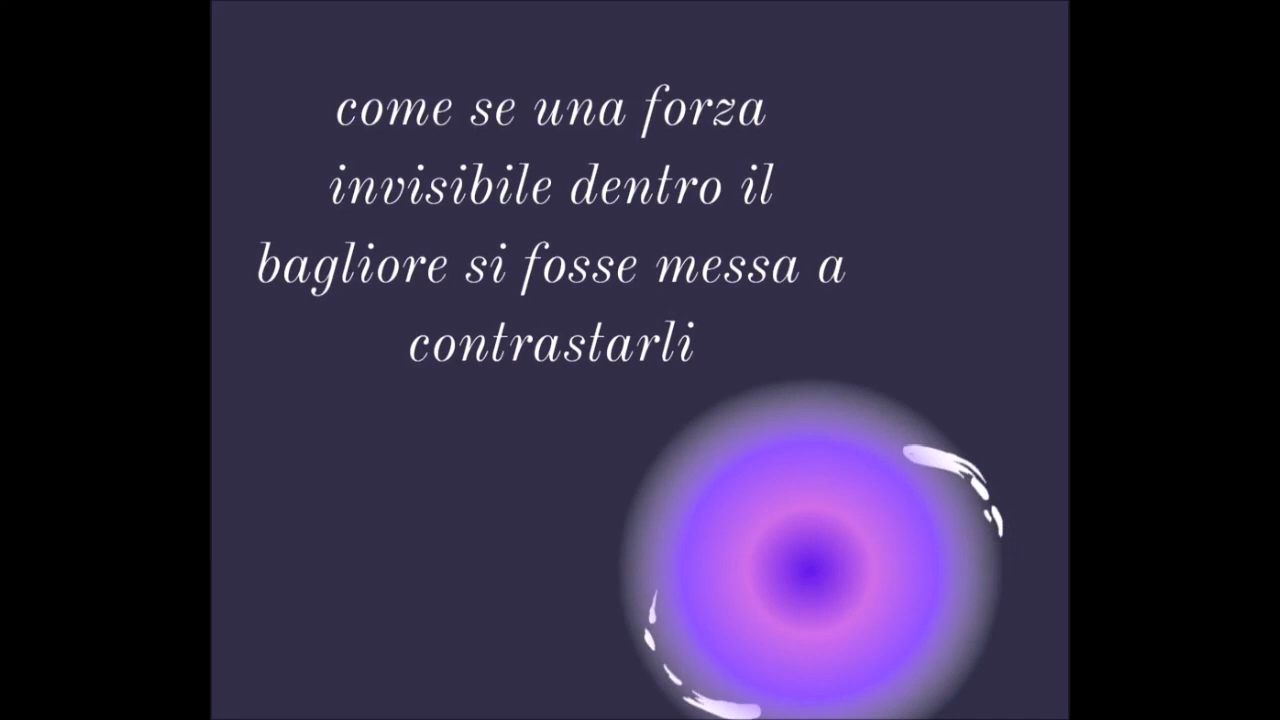 come se una forza
invisibile dentro il
bagliore si fosse messa a
contrastarli